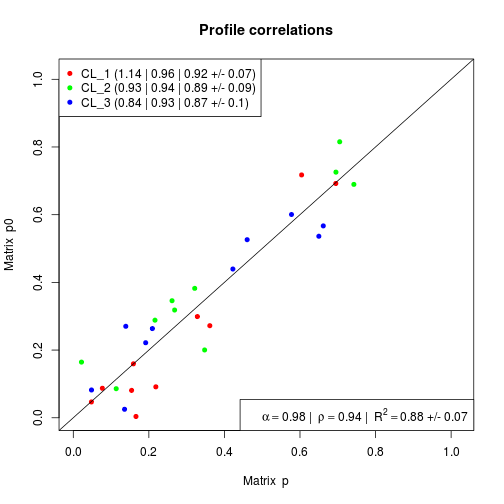 Profile correlations
CL_1 (1.14 | 0.96 | 0.92 +/- 0.07)
CL_2 (0.93 | 0.94 | 0.89 +/- 0.09)
CL_3 (0.84 | 0.93 | 0.87 +/- 0.1)
1.0
0.8
0.6
0.4
0.2
0.0
Matrix p0
α = 0.98 | ρ = 0.94 | R² = 0.88 +/- 0.07
0.0 0.2 0.4 0.6 0.8 1.0
Matrix p